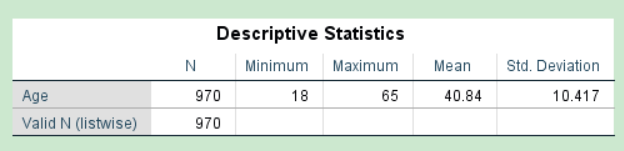 Descriptive Statistics
N Minimum Maximum Mean Std. Deviation
Age 970 18 65 40.84 10.417
Valid N (listwise) 970